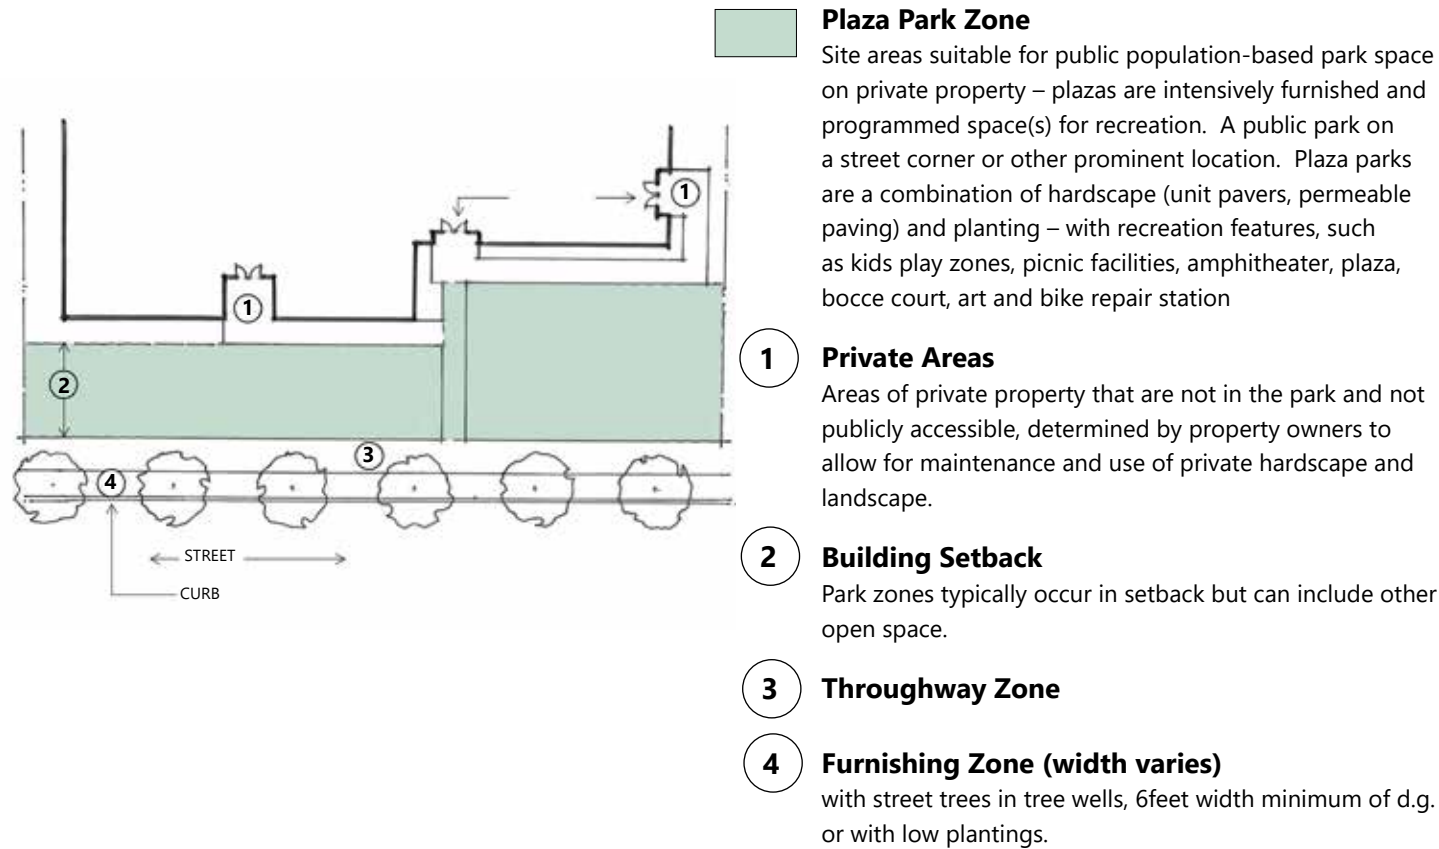 Plaza Park Zone
Site areas suitable for public population-based park space
on private property – plazas are intensively furnished and
programmed space(s) for recreation.  A public park on
a street corner or other prominent location.  Plaza parks
are a combination of hardscape (unit pavers, permeable
paving) and planting – with recreation features, such
as kids play zones, picnic facilities, amphitheater, plaza,
bocce court, art and bike repair station
1
Private Areas
Areas of private property that are not in the park and not
publicly accessible, determined by property owners to
allow for maintenance and use of private hardscape and
landscape.
2
Building Setback
Park zones typically occur in setback but can include other
open space.
3
Throughway Zone
4
Furnishing Zone (width varies)
with street trees in tree wells, 6feet width minimum of d.g.
or with low plantings.
1
1
2
3
4
STREET
CURB